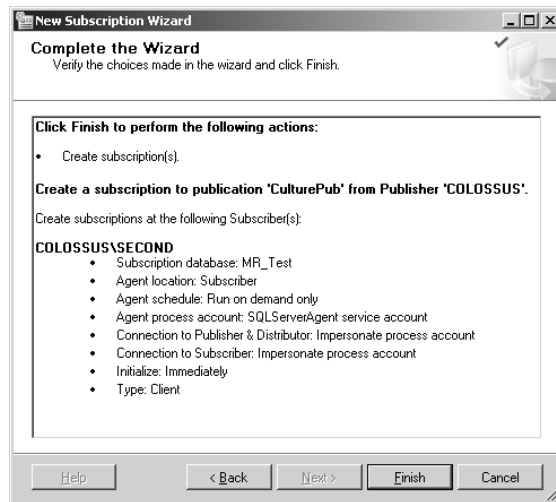 New Subscription Wizard
Complete the Wizard
Verify the choices made in the wizard and click Finish.
Click Finish to perform the following actions:
• Create subscription(s).
Create a subscription to publication 'CulturePub' from Publisher 'COLOSSUS'.
Create subscriptions at the following Subscriber(s):
COLOSSUS\SECOND
• Subscription database: MR_Test
• Agent location: Subscriber
• Agent schedule: Run on demand only
• Agent process account: SQLServerAgent service account
• Connection to Publisher & Distributor: Impersonate process account
• Connection to Subscriber: Impersonate process account
• Initialize: Immediately
• Type: Client
Help < Back Next > Finish Cancel